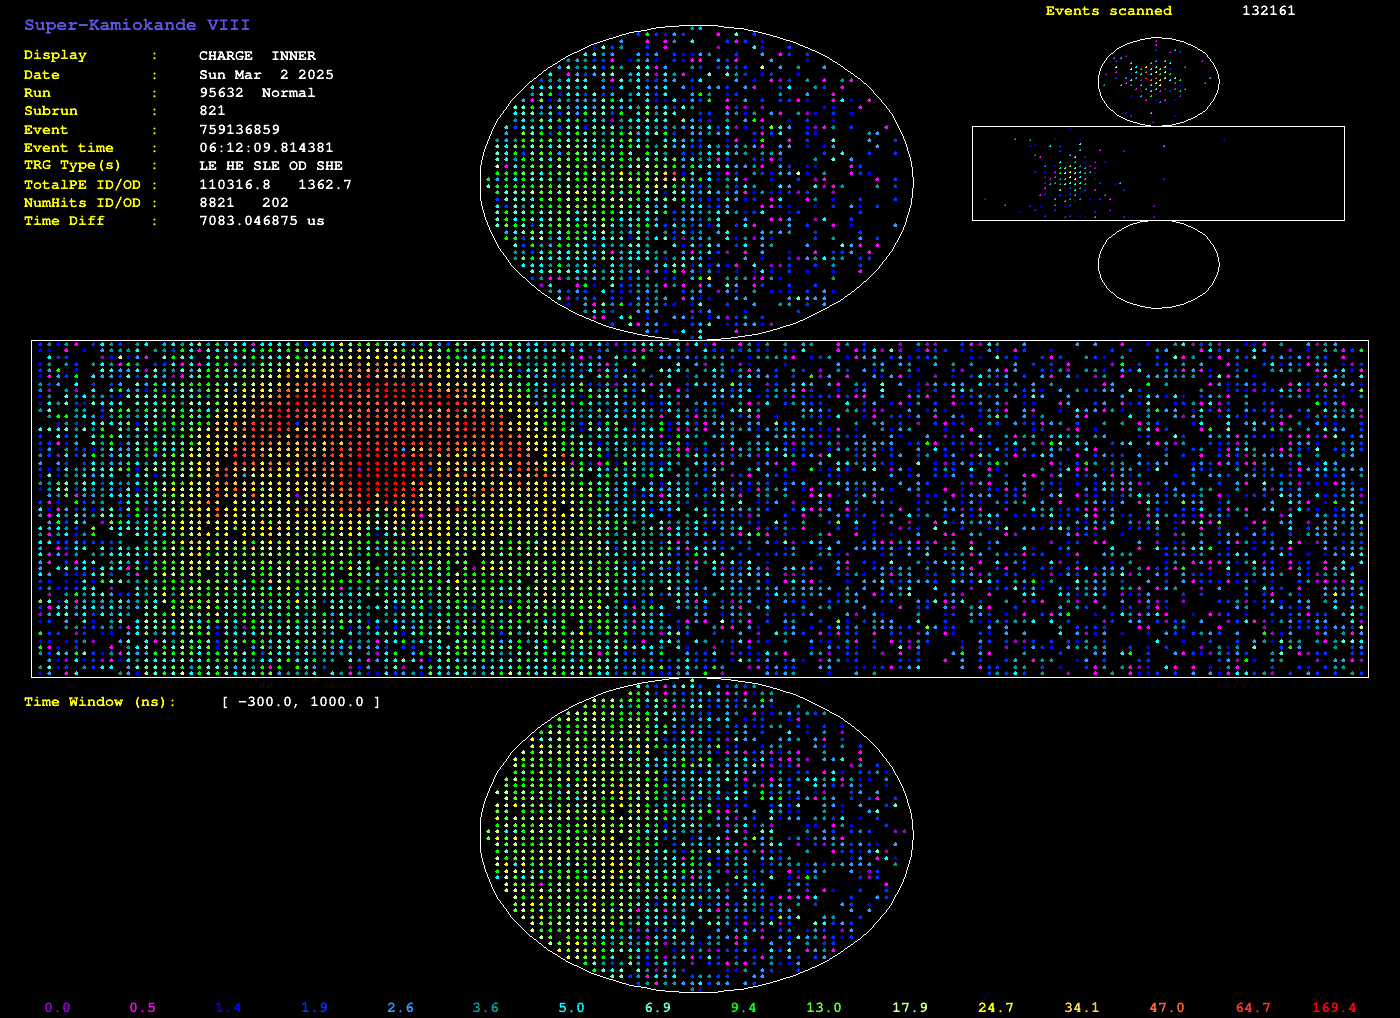 Super-Kamiokande VIII
Events scanned 132161
Display : CHARGE INNER
Date : Sun Mar 2 2025
Run : 95632 Normal
Subrun : 821
Event : 759136859
Event time : 06:12:09.814381
TRG Type(s) : LE HE SLE OD SHE
TotalPE ID/OD : 110316.8 1362.7
NumHits ID/OD : 8821 202
Time Diff : 7083.046875 us
Time Window (ns): [ -300.0, 1000.0 ]
0.0 0.5 1.4 1.9 2.6 3.6 5.0 6.9 9.4 13.0 17.9 24.7 34.1 47.0 64.7 169.4